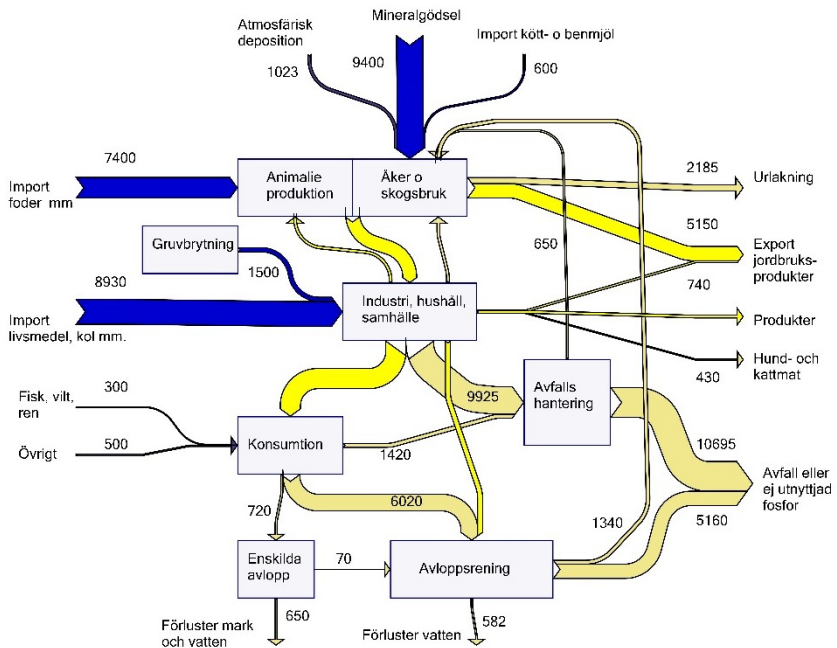 Mineralgödsel
Atmosfärisk
deposition
1023
9400
Import kött- o benmjöl
600
7400
Import
foder mm
Animalie
produktion
Åker o
skogsbruk
2185
Urlakning
5150
Export
jordbruks-
produkter
Gruvbrytning
1500
650
740
8930
Import
livsmedel, kol mm.
Industri, hushåll,
samhälle
Produkter
Hund- och
kattmat
430
Fisk, vilt,
ren
300
9925
Avfalls
hantering
Övrigt
500
Konsumtion
1420
10695
Avfall eller
ej utnyttjad
fosfor
720
6020
1340
5160
Enskilda
avlopp
70
Avloppsrening
650
582
Förluster mark
och vatten
Förluster vatten